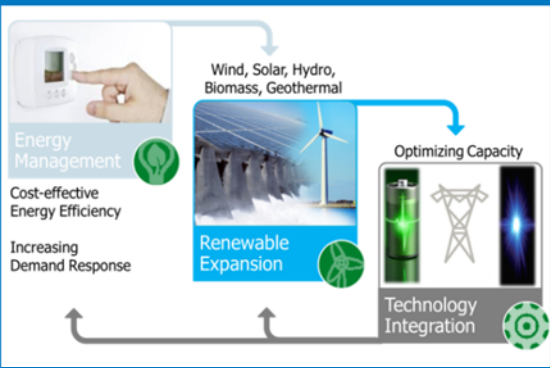 Energy
Management
Cost-effective
Energy Efficiency
Increasing
Demand Response
Wind, Solar, Hydro,
Biomass, Geothermal
Renewable
Expansion
Optimizing Capacity
Technology
Integration